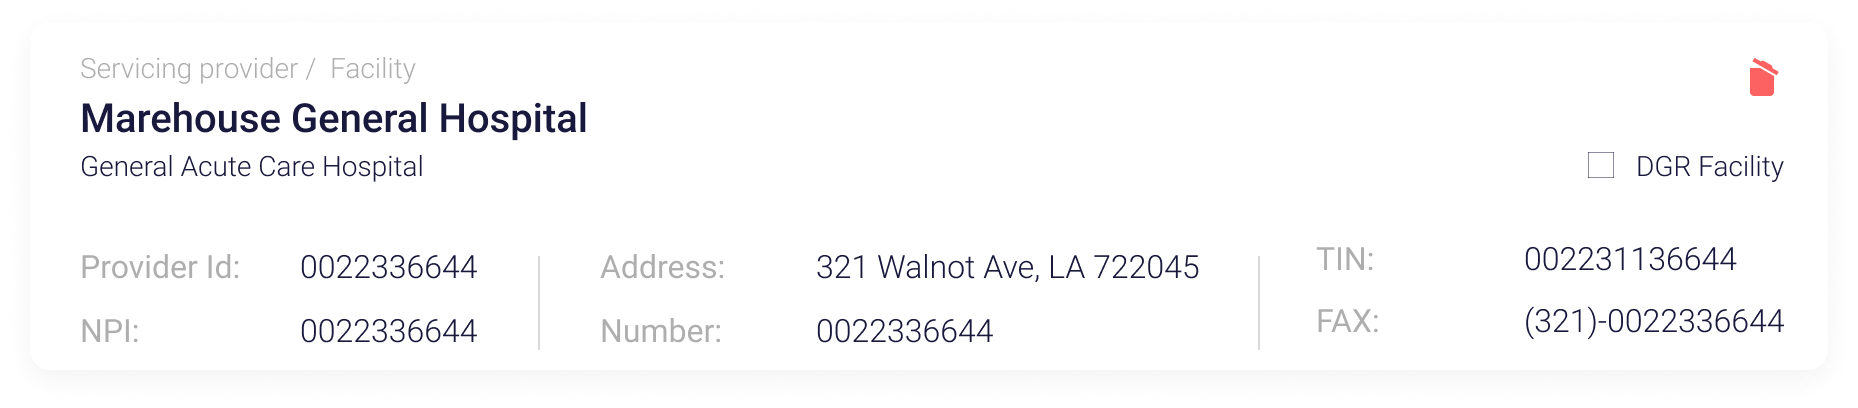 Servicing provider / Facility
Marehouse General Hospital
General Acute Care Hospital
DGR Facility
Provider Id: 0022336644
Address: 321 Walnot Ave, LA 722045
TIN: 002231136644
NPI: 0022336644
Number: 0022336644
FAX: (321)-0022336644